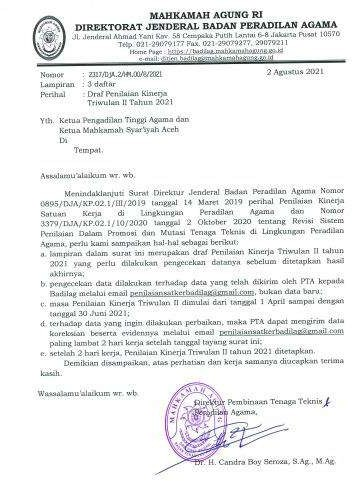 MAHKAMAH AGUNG RI
DIREKTORAT JENDERAL BADAN PERADILAN AGAMA
Jl. Jenderal Ahmad Yani Kav. 58 Cempaka Putih Lantai 6-8 Jakarta Pusat 10570
Telp. 021-29079177 Fax. 021-29079277, 29079211
Home Page : https://badilag.mahkamahagung.go.id
e-mail : ditjen.badilag@mahkamahagung.go.id
Nomor : 2317/DJA.2/HM.00/8/2021 2 Agustus 2021
Lampiran : 3 daftar
Perihal : Draf Penilaian Kinerja
Triwulan II Tahun 2021
Yth. Ketua Pengadilan Tinggi Agama dan
Ketua Mahkamah Syar'iyah Aceh
Di
Tempat.
Assalamu'alaikum wr. wb.
Menindaklanjuti Surat Direktur Jenderal Badan Peradilan Agama Nomor
0895/DJA/KP.02.1/III/2019 tanggal 14 Maret 2019 perihal Penilaian Kinerja
Satuan Kerja di Lingkungan Peradilan Agama dan Nomor
3379/DJA/KP.02.1/10/2020 tanggal 2 Oktober 2020 tentang Revisi Sistem
Penilaian Dalam Promosi dan Mutasi Tenaga Teknis di Lingkungan Peradilan
Agama, perlu kami sampaikan hal-hal sebagai berikut:
a. lampiran dalam surat ini merupakan draf Penilaian Kinerja Triwulan II tahun
2021 yang perlu dilakukan pengecekan datanya sebelum ditetapkan hasil
akhirnya;
b. pengecekan data dilakukan terhadap data yang telah dikirim oleh PTA kepada
Badilag melalui email penilaiansatkerbadilag@gmail.com, bukan data baru;
c. masa Penilaian Kinerja Triwulan II dimulai dari tanggal 1 April sampai dengan
tanggal 30 Juni 2021;
d. terhadap data yang ingin dilakukan perbaikan, maka PTA dapat mengirim data
koreksian beserta evidennya melalui email penilaiansatkerbadilag@gmail.com
paling lambat 2 hari kerja setelah tanggal tayang surat ini;
e. setelah 2 hari kerja, Penilaian Kinerja Triwulan II tahun 2021 ditetapkan.
Demikian disampaikan, atas perhatian dan kerja samanya diucapkan terima
kasih.
Wassalamu'alaikum wr. wb.
Direktur Pembinaan Tenaga Teknis
Peradilan Agama,
MAHKAMAH AGUNG
Dr. H. Candra Boy Seroza, S.Ag., M.Ag.